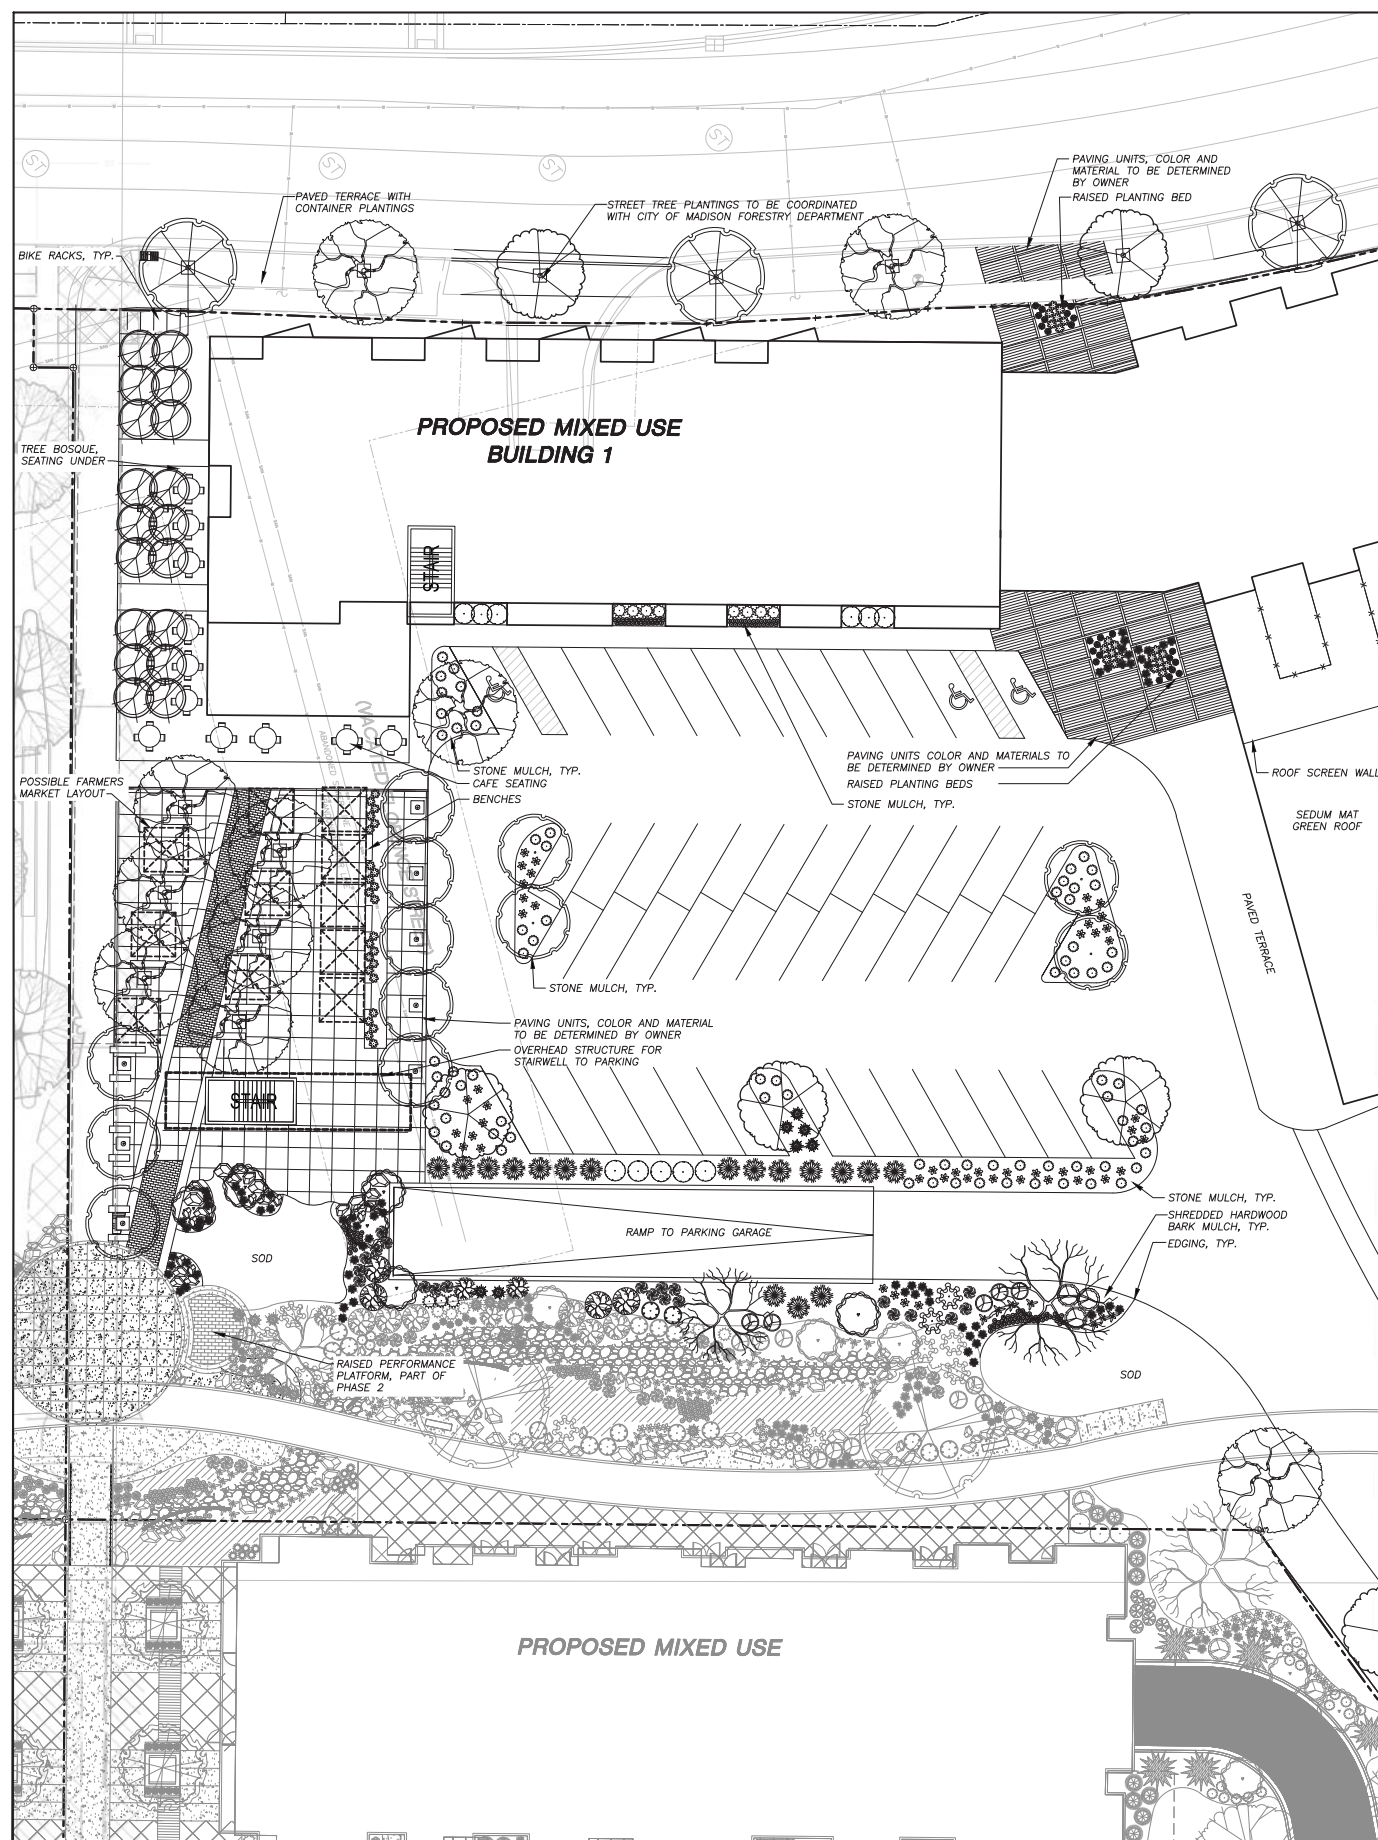 ST
ST
ST
ST
PAVING UNITS, COLOR AND
MATERIAL TO BE DETERMINED
BY OWNER
RAISED PLANTING BED
PAVED TERRACE WITH
CONTAINER PLANTINGS
STREET TREE PLANTINGS TO BE COORDINATED
WITH CITY OF MADISON FORESTRY DEPARTMENT
BIKE RACKS, TYP.
PROPOSED MIXED USE
BUILDING 1
TREE BOSQUE,
SEATING UNDER
STAIR
PAVING UNITS COLOR AND MATERIALS TO
BE DETERMINED BY OWNER
RAISED PLANTING BEDS
STONE MULCH, TYP.
STONE MULCH, TYP.
CAFE SEATING
BENCHES
POSSIBLE FARMERS
MARKET LAYOUT
ROOF SCREEN WALL
SEDUM MAT
GREEN ROOF
PAVED TERRACE
STONE MULCH, TYP.
PAVING UNITS, COLOR AND MATERIAL
TO BE DETERMINED BY OWNER
OVERHEAD STRUCTURE FOR
STAIRWELL TO PARKING
STAIR
STONE MULCH, TYP.
SHREDDED HARDWOOD
BARK MULCH, TYP.
EDGING, TYP.
RAMP TO PARKING GARAGE
SOD
RAISED PERFORMANCE
PLATFORM, PART OF
PHASE 2
SOD
PROPOSED MIXED USE